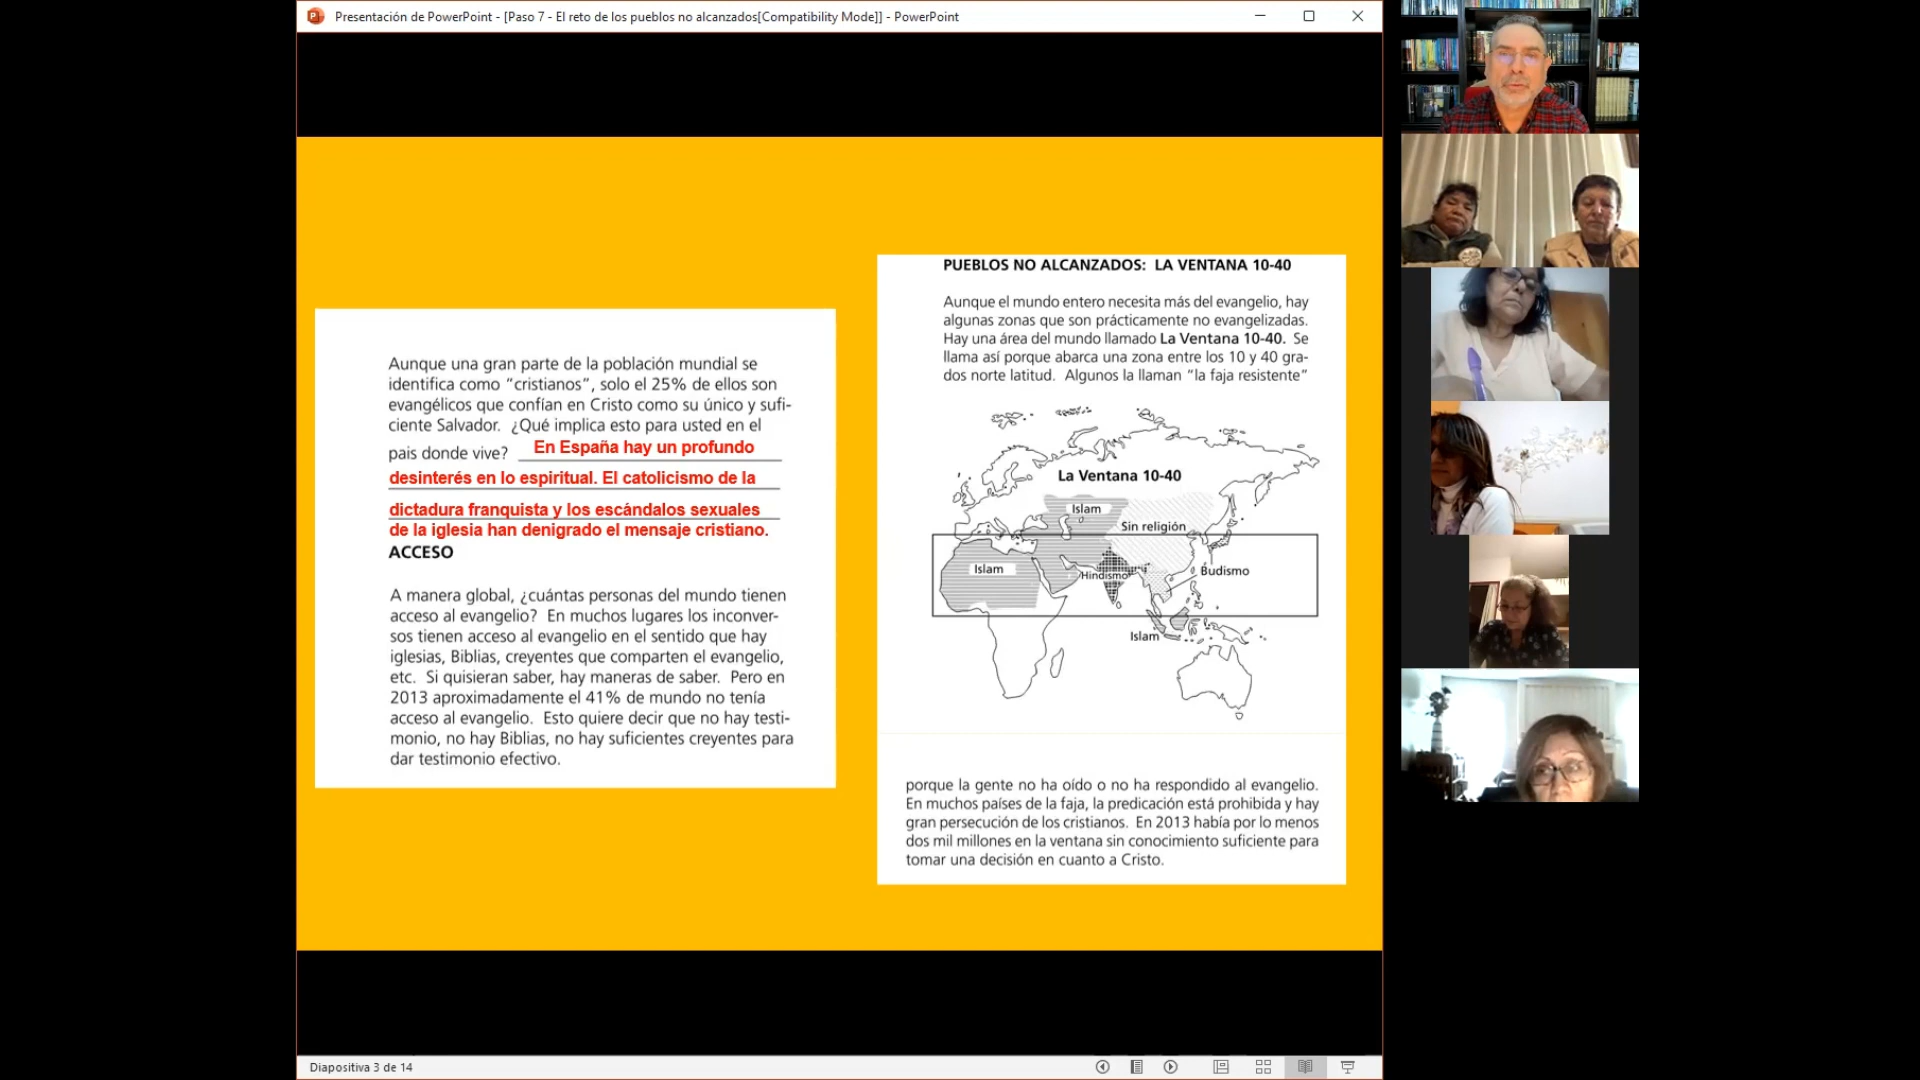 Presentación de PowerPoint - [Paso 7 - El reto de los pueblos no alcanzados[Compatibility Mode]] - PowerPoint
Aunque una gran parte de la población mundial se
identifica como “cristianos”, solo el 25% de ellos son
evangélicos que confían en Cristo como su único y sufi-
ciente Salvador. ¿Qué implica esto para usted en el
pais donde vive? En España hay un profundo
desinterés en lo espiritual. El catolicismo de la
dictadura franquista y los escándalos sexuales
de la iglesia han denigrado el mensaje cristiano.
ACCESO
A manera global, ¿cuántas personas del mundo tienen
acceso al evangelio? En muchos lugares los inconver-
sos tienen acceso al evangelio en el sentido que hay
iglesias, Biblias, creyentes que comparten el evangelio,
etc. Si quisieran saber, hay maneras de saber. Pero en
2013 aproximadamente el 41% de mundo no tenía
acceso al evangelio. Esto quiere decir que no hay testi-
monio, no hay Biblias, no hay suficientes creyentes para
dar testimonio efectivo.
PUEBLOS NO ALCANZADOS: LA VENTANA 10-40
Aunque el mundo entero necesita más del evangelio, hay
algunas zonas que son prácticamente no evangelizadas.
Hay una área del mundo llamado La Ventana 10-40. Se
llama así porque abarca una zona entre los 10 y 40 gra-
dos norte latitud. Algunos la llaman “la faja resistente”
La Ventana 10-40
Islam
Sin religión
Islam
Hindismo
Budismo
Islam
porque la gente no ha oído o no ha respondido al evangelio.
En muchos países de la faja, la predicación está prohibida y hay
gran persecución de los cristianos. En 2013 había por lo menos
dos mil millones en la ventana sin conocimiento suficiente para
tomar una decisión en cuanto a Cristo.
Diapositiva 3 de 14